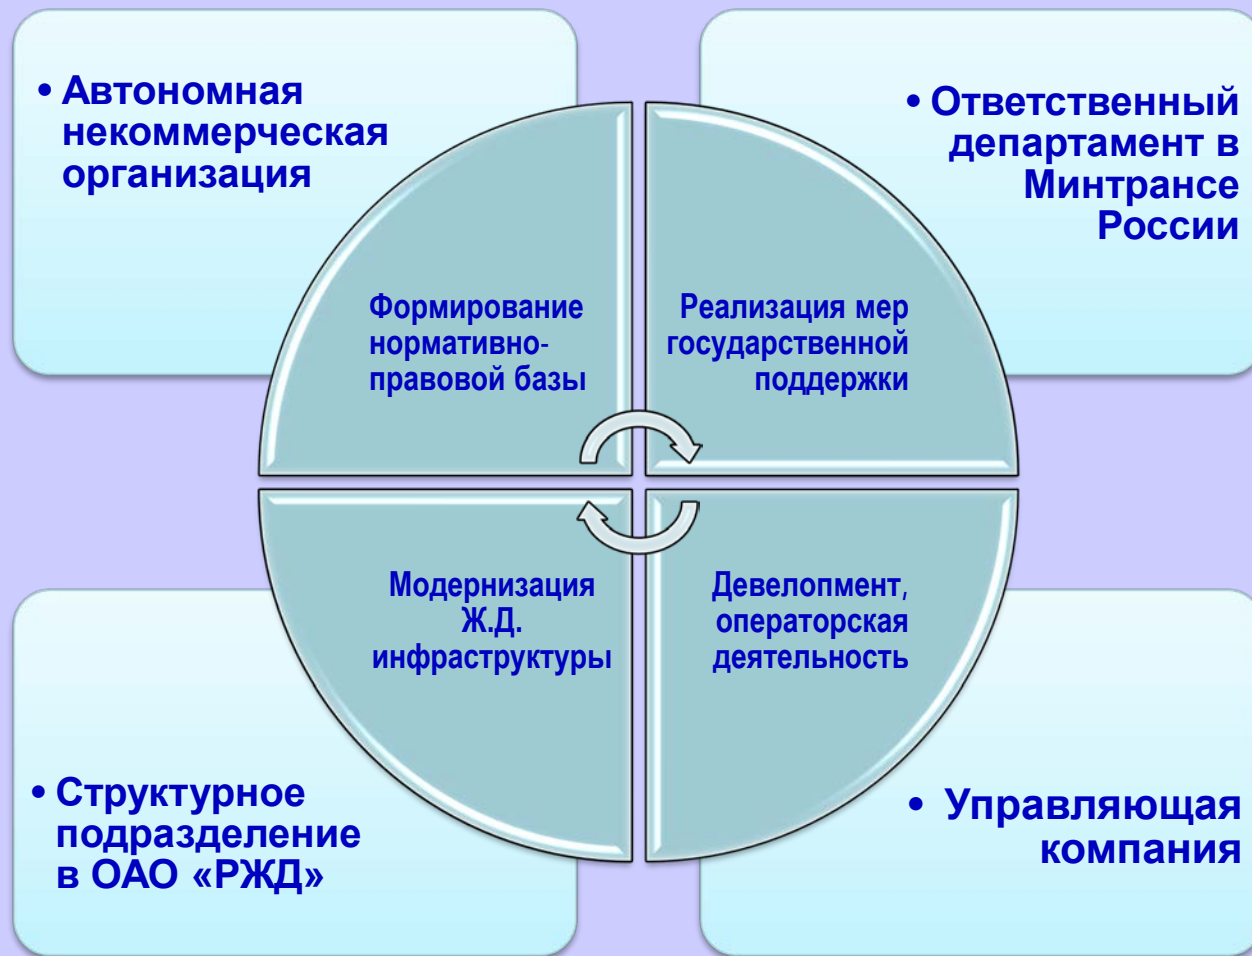 • Автономная
некоммерческая
организация
• Ответственный
департамент в
Минтрансе
России
Формирование
нормативно-
правовой базы
Реализация мер
государственной
поддержки
Модернизация
Ж.Д.
инфраструктуры
Девелопмент,
операторская
деятельность
• Структурное
подразделение
в ОАО «РЖД»
• Управляющая
компания